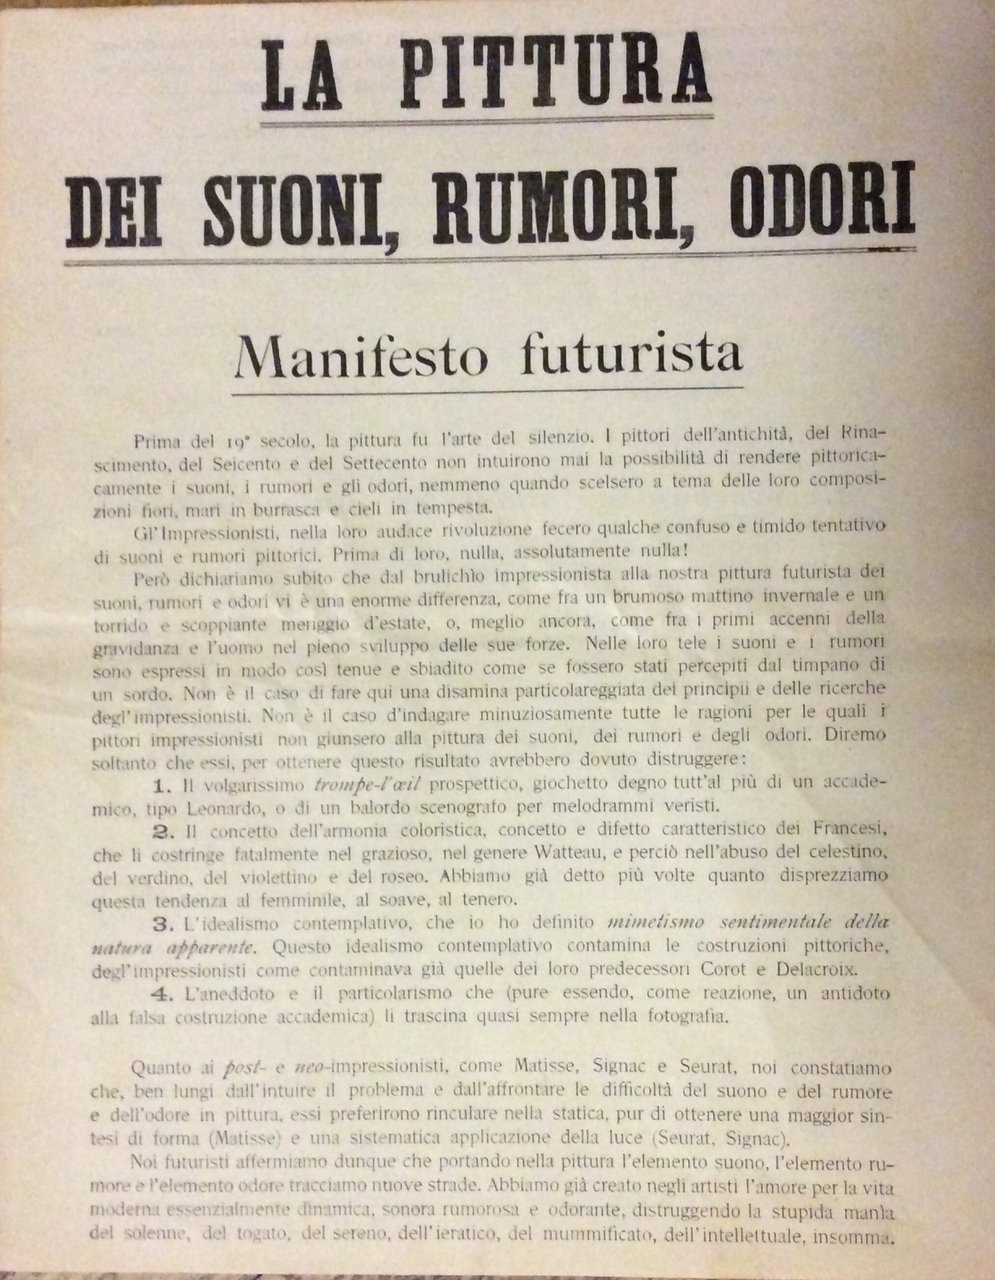 LA PITTURA
DEI SUONI, RUMORI, ODORI
Manifesto futurista
Prima del 19° secolo, la pittura fu l'arte del silenzio. I pittori dell'antichità, del Rina-
scimento, del Seicento e del Settecento non intuirono mai la possibilità di rendere pittorica-
camente i suoni, i rumori e gli odori, nemmeno quando scelsero a tema delle loro composi-
zioni fiori, mari in burrasca e cieli in tempesta.
Gl'Impressionisti, nella loro audace rivoluzione fecero qualche confuso e timido tentativo
di suoni e rumori pittorici. Prima di loro, nulla, assolutamente nulla!
Però dichiariamo subito che dal brulichìo impressionista alla nostra pittura futurista dei
suoni, rumori e odori vi è una enorme differenza, come fra un brumoso mattino invernale e un
torrido e scoppiante meriggio d'estate, o, meglio ancora, come fra i primi accenni della
gravidanza e l'uomo nel pieno sviluppo delle sue forze. Nelle loro tele i suoni e i rumori
sono espressi in modo così tenue e sbiadito come se fossero stati percepiti dal timpano di
un sordo. Non è il caso di fare qui una disamina particolareggiata dei principii e delle ricerche
degl'impressionisti. Non è il caso d'indagare minuziosamente tutte le ragioni per le quali i
pittori impressionisti non giunsero alla pittura dei suoni, dei rumori e degli odori. Diremo
soltanto che essi, per ottenere questo risultato avrebbero dovuto distruggere:
1. Il volgarissimo trompe-l'œil prospettico, giochetto degno tutt'al più di un accade-
mico, tipo Leonardo, o di un balordo scenografo per melodrammi veristi.
2. Il concetto dell'armonia coloristica, concetto e difetto caratteristico dei Francesi,
che li costringe fatalmente nel grazioso, nel genere Watteau, e perciò nell'abuso del celestino,
del verdino, del violettino e del roseo. Abbiamo già detto più volte quanto disprezziamo
questa tendenza al femminile, al soave, al tenero.
3. L'idealismo contemplativo, che io ho definito mimetismo sentimentale della
natura apparente. Questo idealismo contemplativo contamina le costruzioni pittoriche,
degl'impressionisti come contaminava già quelle dei loro predecessori Corot e Delacroix.
4. L'aneddoto e il particolarismo che (pure essendo, come reazione, un antidoto
alla falsa costruzione accademica) li trascina quasi sempre nella fotografia.
Quanto ai post- e neo-impressionisti, come Matisse, Signac e Seurat, noi constatiamo
che, ben lungi dall'intuire il problema e dall'affrontare le difficoltà del suono e del rumore
e dell'odore in pittura, essi preferirono rinculare nella statica, pur di ottenere una maggior sin-
tesi di forma (Matisse) e una sistematica applicazione della luce (Seurat, Signac).
Noi futuristi affermiamo dunque che portando nella pittura l'elemento suono, l'elemento ru-
more e l'elemento odore tracciamo nuove strade. Abbiamo già creato negli artisti l'amore per la vita
moderna essenzialmente dinamica, sonora rumorosa e odorante, distruggendo la stupida manìa
del solenne, del togato, del sereno, dell'ieratico, del mummificato, dell'intellettuale, insomma.